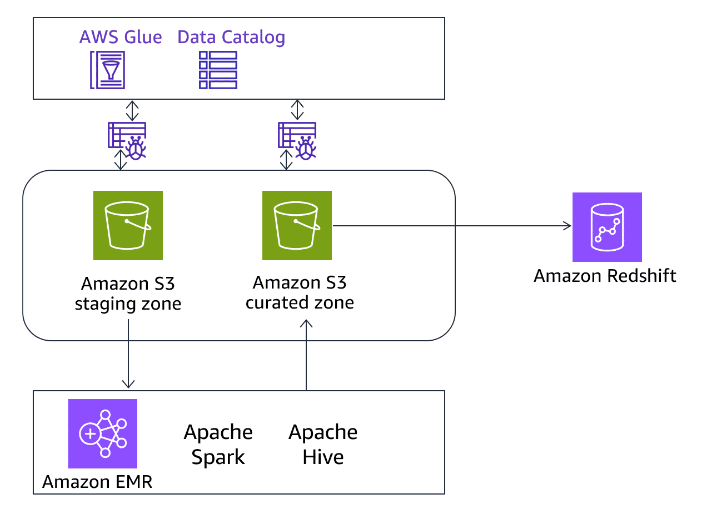 AWS Glue Data Catalog
Amazon S3
staging zone
Amazon S3
curated zone
Amazon Redshift
Amazon EMR
Apache
Spark
Apache
Hive